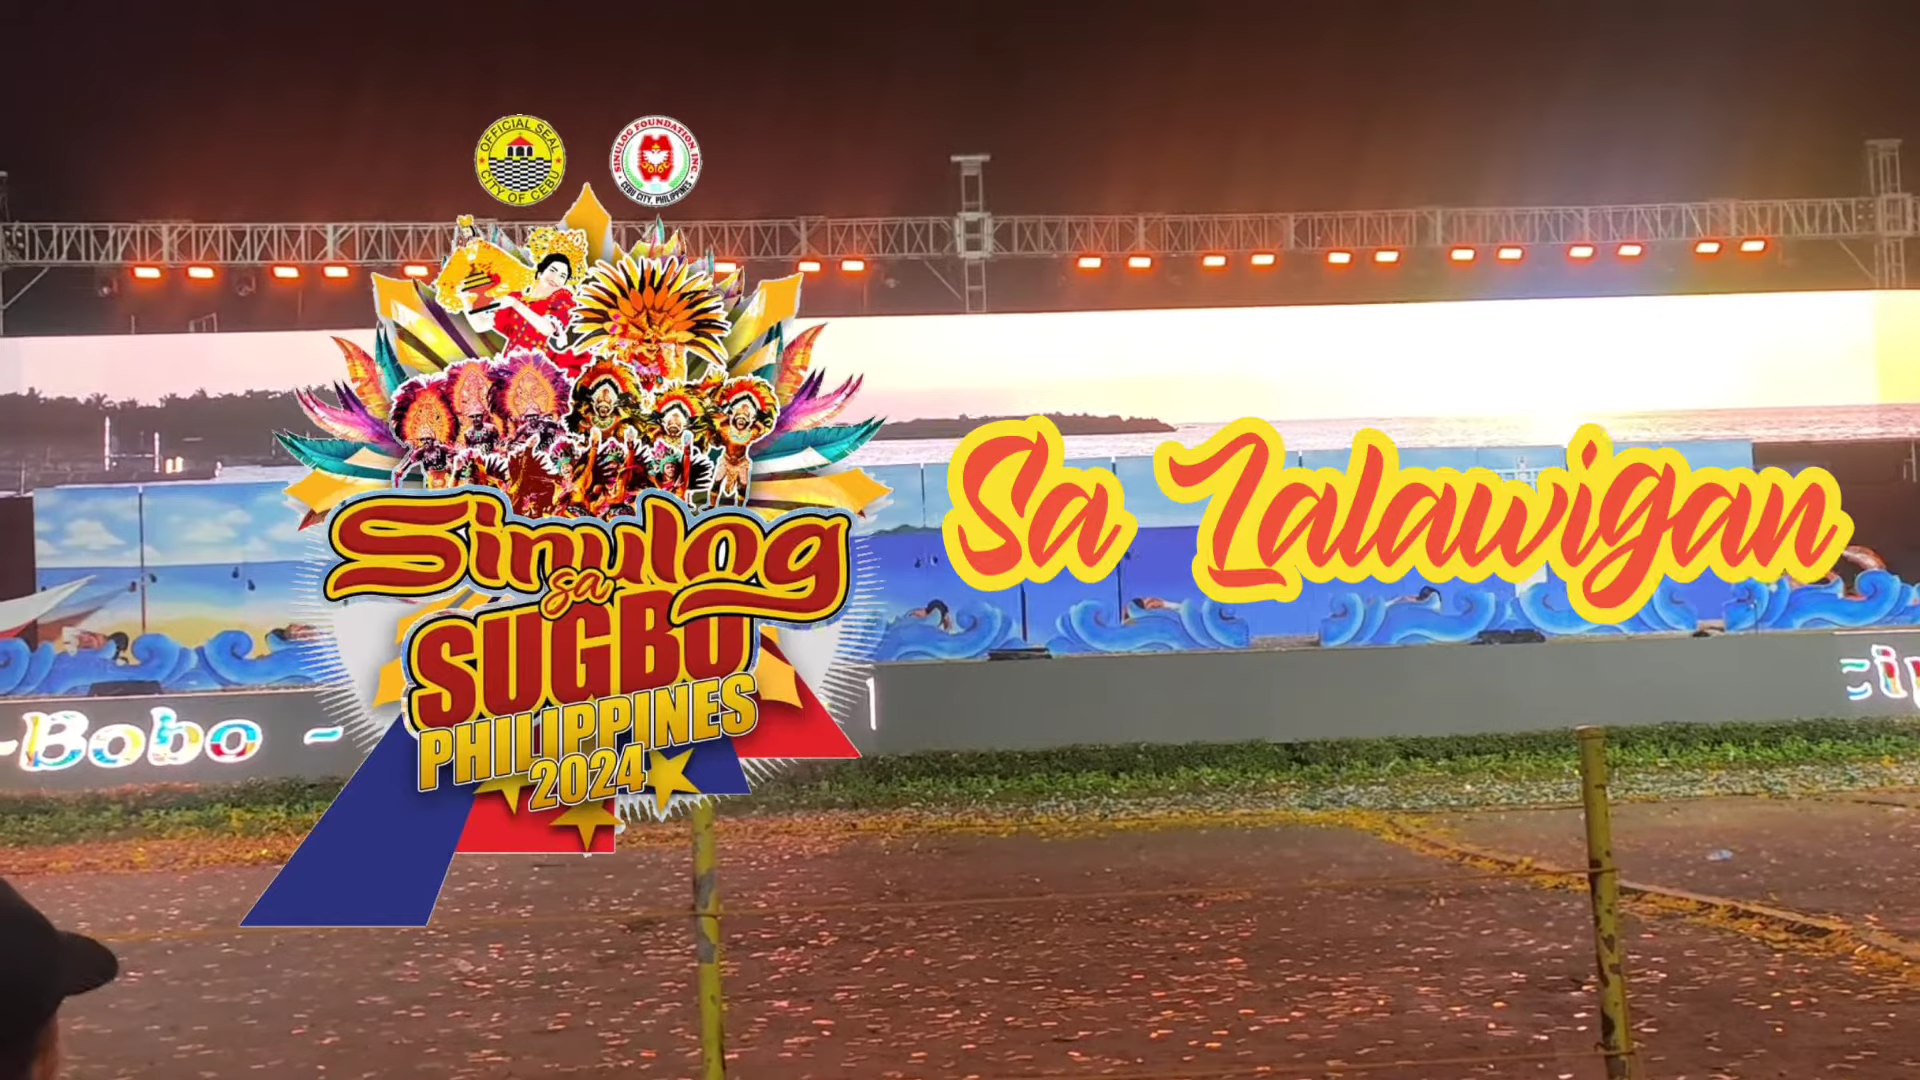 OFFICIAL SEAL
CITY OF CEBU
SINULOG FOUNDATION INC.
CEBU CITY, PHILIPPINES
Sinulog
sa
SUGBO
PHILIPPINES
2024
Sa Lalawigan
-Bobo -